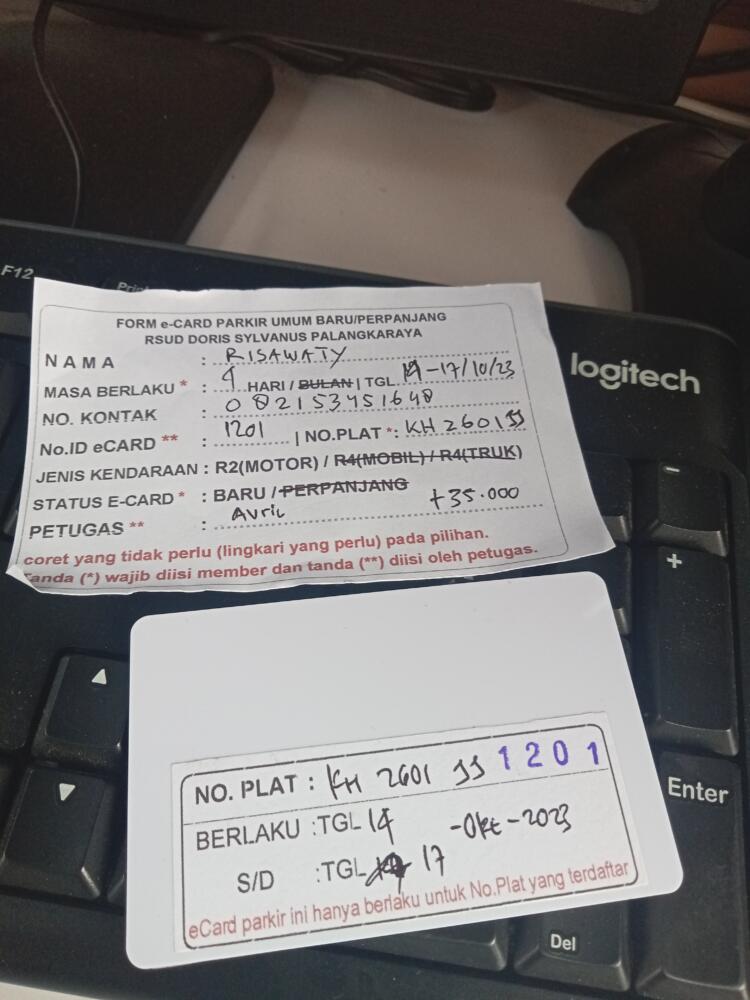 F12
FORM e-CARD PARKIR UMUM BARU/PERPANJANG
RSUD DORIS SYLVANUS PALANGKARAYA
NAMA : RISAWATY
MASA BERLAKU * : 4 HARI / BULAN | TGL 14-17/10/23
NO. KONTAK : 082153451648
No.ID eCARD ** : 1201 | NO.PLAT *: KH 2601 JJ
JENIS KENDARAAN : R2(MOTOR) / R4(MOBIL) / R4(TRUK)
STATUS E-CARD * : BARU / PERPANJANG
+35.000
PETUGAS ** : Avril
coret yang tidak perlu (lingkari yang perlu) pada pilihan.
Tanda (*) wajib diisi member dan tanda (**) diisi oleh petugas.
logitech
NO. PLAT : KH 2601 JJ 1201
BERLAKU :TGL 14 -Okt-2023
S/D :TGL 17
eCard parkir ini hanya berlaku untuk No.Plat yang terdaftar
Enter
Del